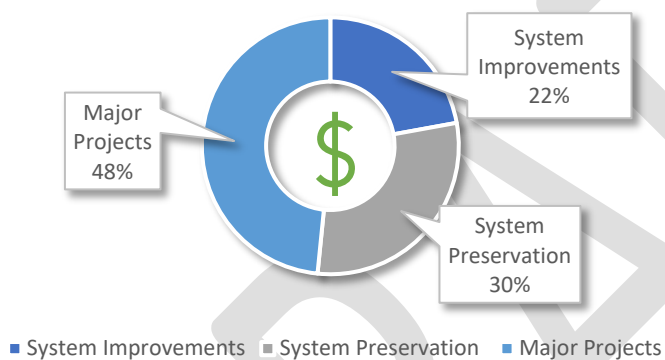 System
Improvements
22%
Major
Projects
48%
$
System
Preservation
30%
System Improvements System Preservation Major Projects